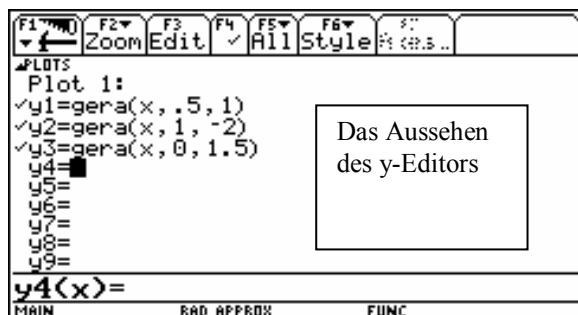 F1 F2 F3 F4 F5 F6
Zoom Edit ✓ All Style
PLOTS
Plot 1:
✓y1=gera(x,.5,1)
✓y2=gera(x,1,-2)
✓y3=gera(x,0,1.5)
y4=
y5=
y6=
y7=
y8=
y9=
Das Aussehen
des y-Editors
y4(x)=
MAIN RAD APPROX FUNC